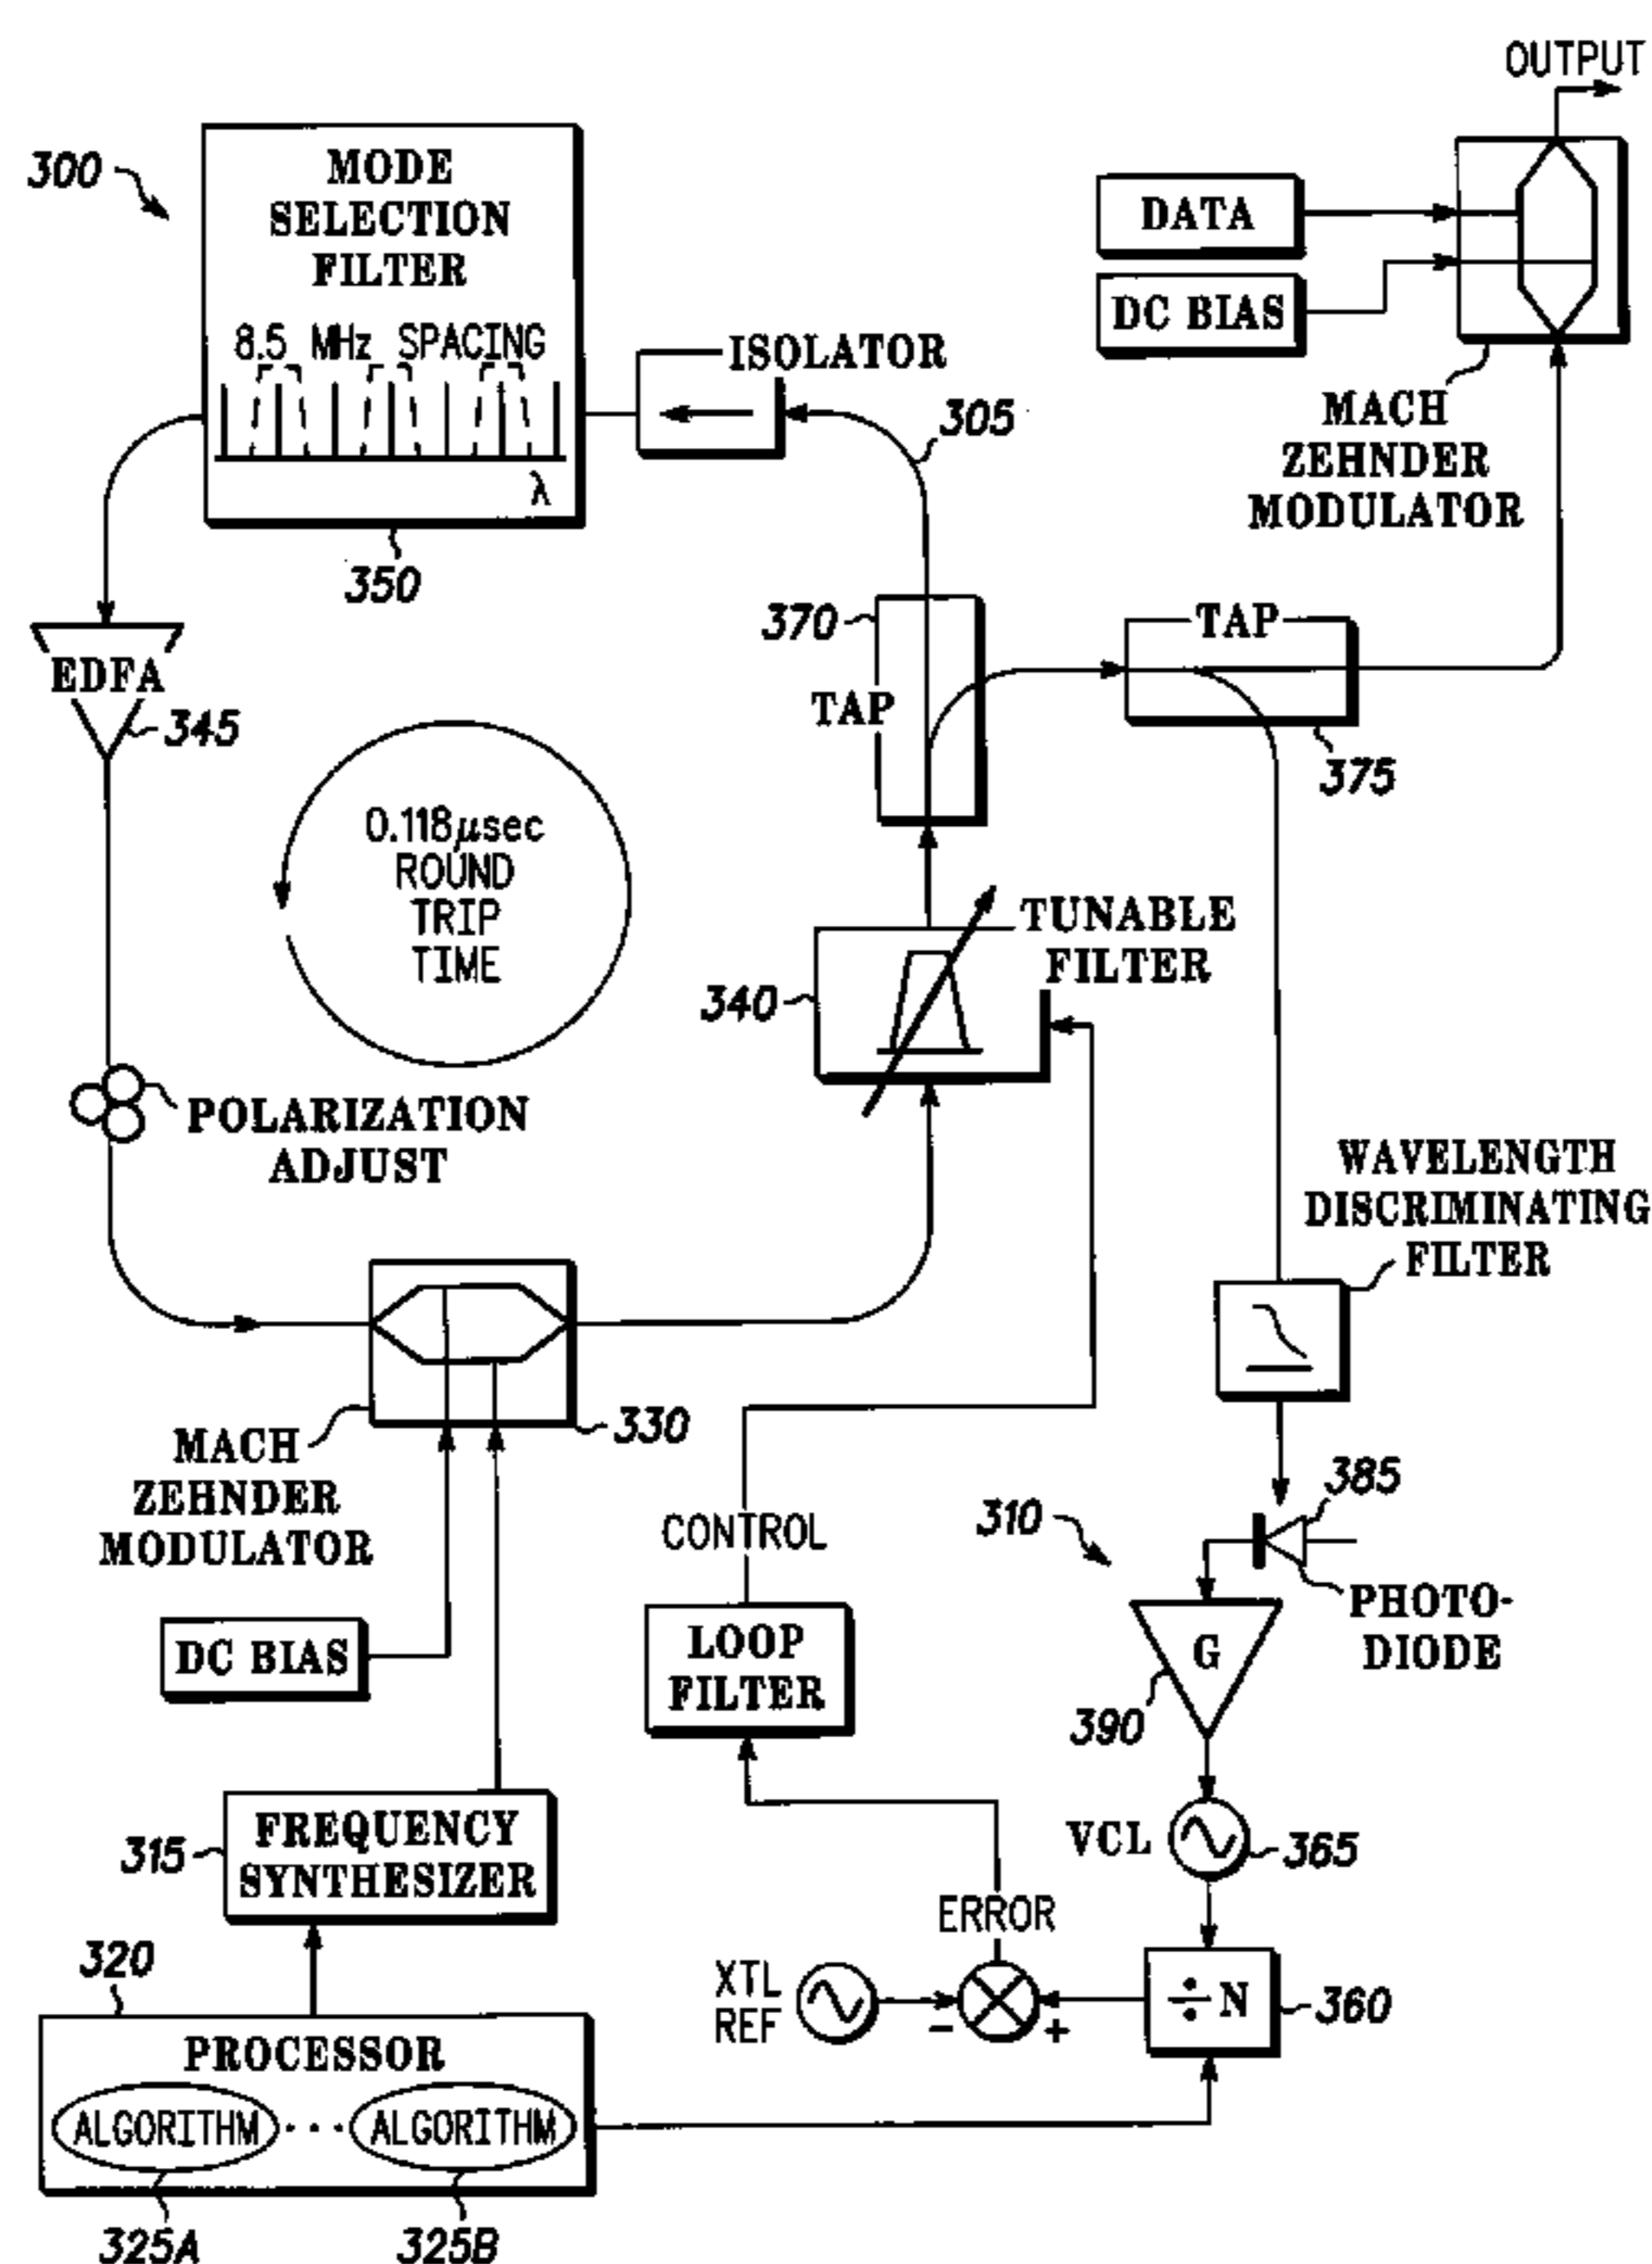 OUTPUT
300
MODE
SELECTION
FILTER
8.5 MHz SPACING
λ
350
ISOLATOR
305
DATA
DC BIAS
MACH
ZEHNDER
MODULATOR
EDFA
345
370
TAP
TAP
375
0.118μsec
ROUND
TRIP
TIME
TUNABLE
FILTER
340
POLARIZATION
ADJUST
WAVELENGTH
DISCRIMINATING
FILTER
MACH
ZEHNDER
MODULATOR
330
CONTROL
310
385
PHOTO-
DIODE
DC BIAS
LOOP
FILTER
G
390
FREQUENCY
SYNTHESIZER
315
VCL
365
ERROR
320
XTL
REF
-
+
÷ N
360
PROCESSOR
ALGORITHM ... ALGORITHM
325A
325B